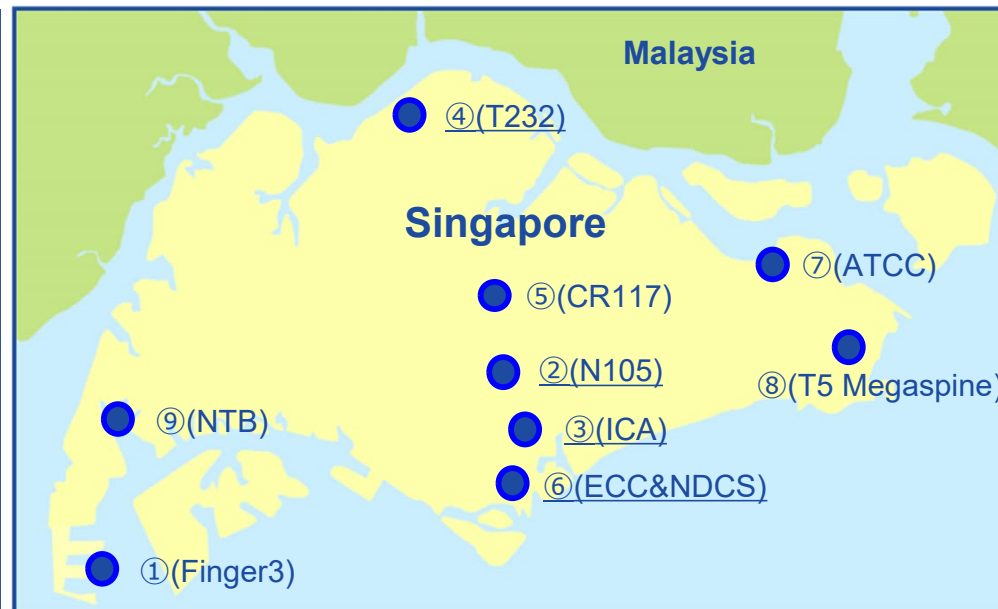 Malaysia
④(T232)
Singapore
⑦(ATCC)
⑤(CR117)
②(N105)
⑧(T5 Megaspine)
⑨(NTB)
③(ICA)
⑥(ECC&NDCS)
①(Finger3)